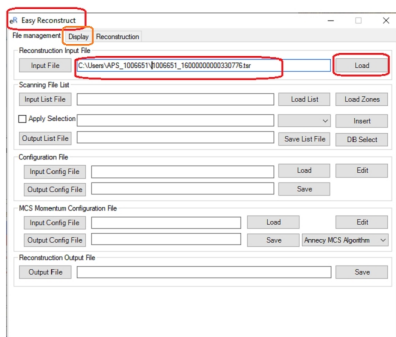 eR Easy Reconstruct
File management Display Reconstruction
Reconstruction Input File
Input File C:\Users\APS_1006651\1006651_16000000000330776.tsr Load
Scanning File List
Input List File Load List Load Zones
Apply Selection Insert
Output List File Save List File DB Select
Configuration File
Input Config File Load Edit
Output Config File Save
MCS Momentum Configuration File
Input Config File Load Edit
Output Config File Save Annecy MCS Algorithm
Reconstruction Output File
Output File Save